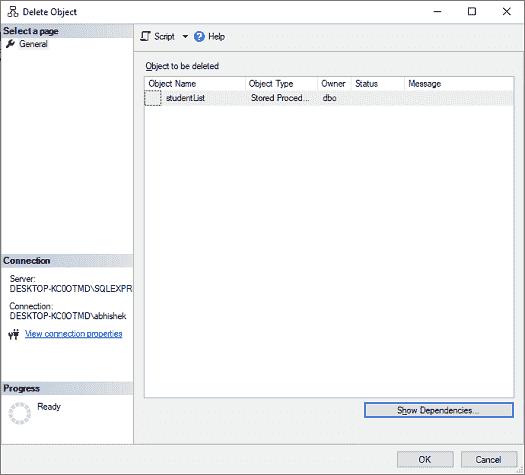 Delete Object
Select a page
General
Script Help
Object to be deleted
Object Name Object Type Owner Status Message
studentList Stored Proced... dbo
Connection
Server:
DESKTOP-KC0OTMD\SQLEXPR
Connection:
DESKTOP-KC0OTMD\abhishek
View connection properties
Progress
Ready
Show Dependencies...
OK Cancel